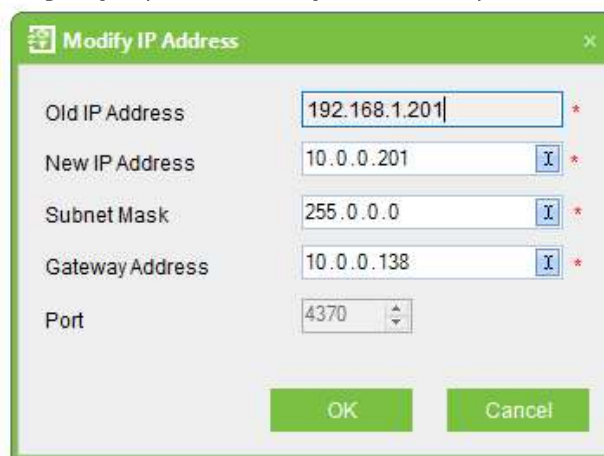 Modify IP Address
Old IP Address 192.168.1.201 *
New IP Address 10.0.0.201 *
Subnet Mask 255.0.0.0 *
Gateway Address 10.0.0.138 *
Port 4370
OK Cancel